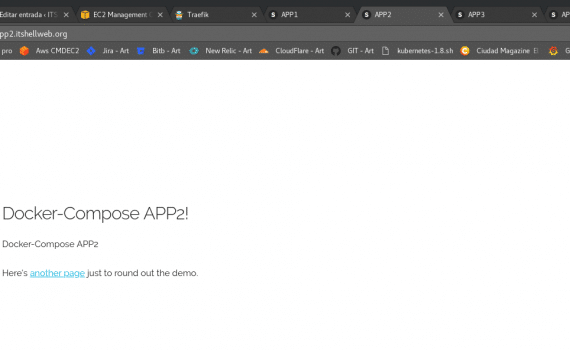 Editar entrada ‹ ITS
EC2 Management
Traefik
APP1
APP2
APP3
pp2.itshellweb.org
pro
Aws CMDEC2
Jira - Art
Bitb - Art
New Relic - Art
CloudFlare - Art
GIT - Art
kubernetes-1.8.sh
Ciudad Magazine El
Docker-Compose APP2!
Docker-Compose APP2
Here's another page just to round out the demo.